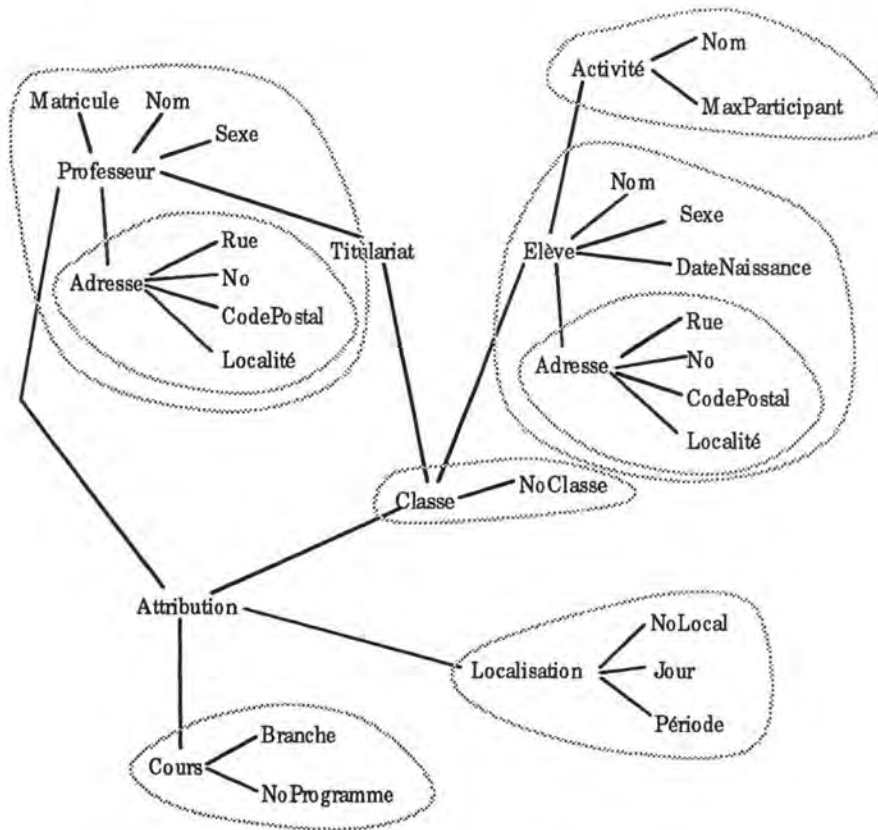 Matricule
Nom
Sexe
Professeur
Adresse
Rue
No
CodePostal
Localité
Titulariat
Activité
Nom
MaxParticipant
Elève
Nom
Sexe
DateNaissance
Adresse
Rue
No
CodePostal
Localité
Classe
NoClasse
Attribution
Localisation
NoLocal
Jour
Période
Cours
Branche
NoProgramme